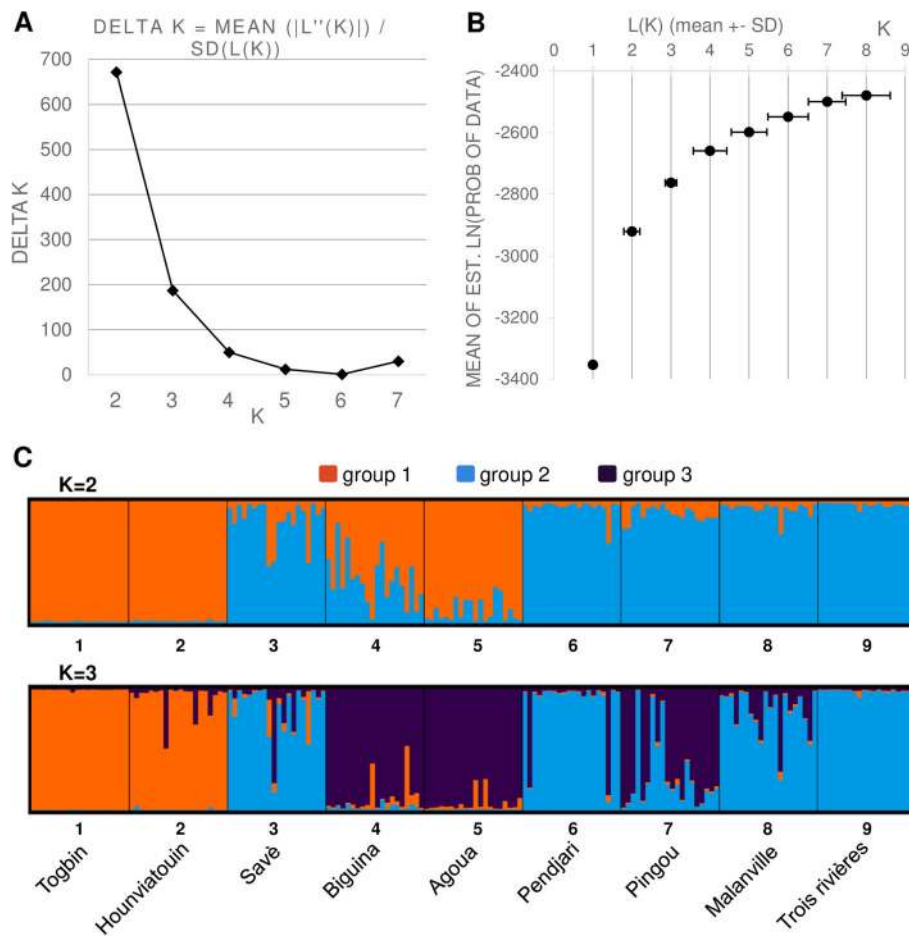 A
DELTA K = MEAN (|L''(K)|) /
SD(L(K))
700
600
500
400
300
200
100
0
DELTA K
2 3 4 5 6 7
K
B
L(K) (mean +- SD) K
0 1 2 3 4 5 6 7 8 9
-2400
-2600
-2800
-3000
-3200
-3400
MEAN OF EST. LN(PROB OF DATA)
C
group 1 group 2 group 3
K=2
1 2 3 4 5 6 7 8 9
K=3
1 2 3 4 5 6 7 8 9
Togbin
Hounviatouin
Savè
Biguina
Agoua
Pendjari
Pingou
Malanville
Trois rivières